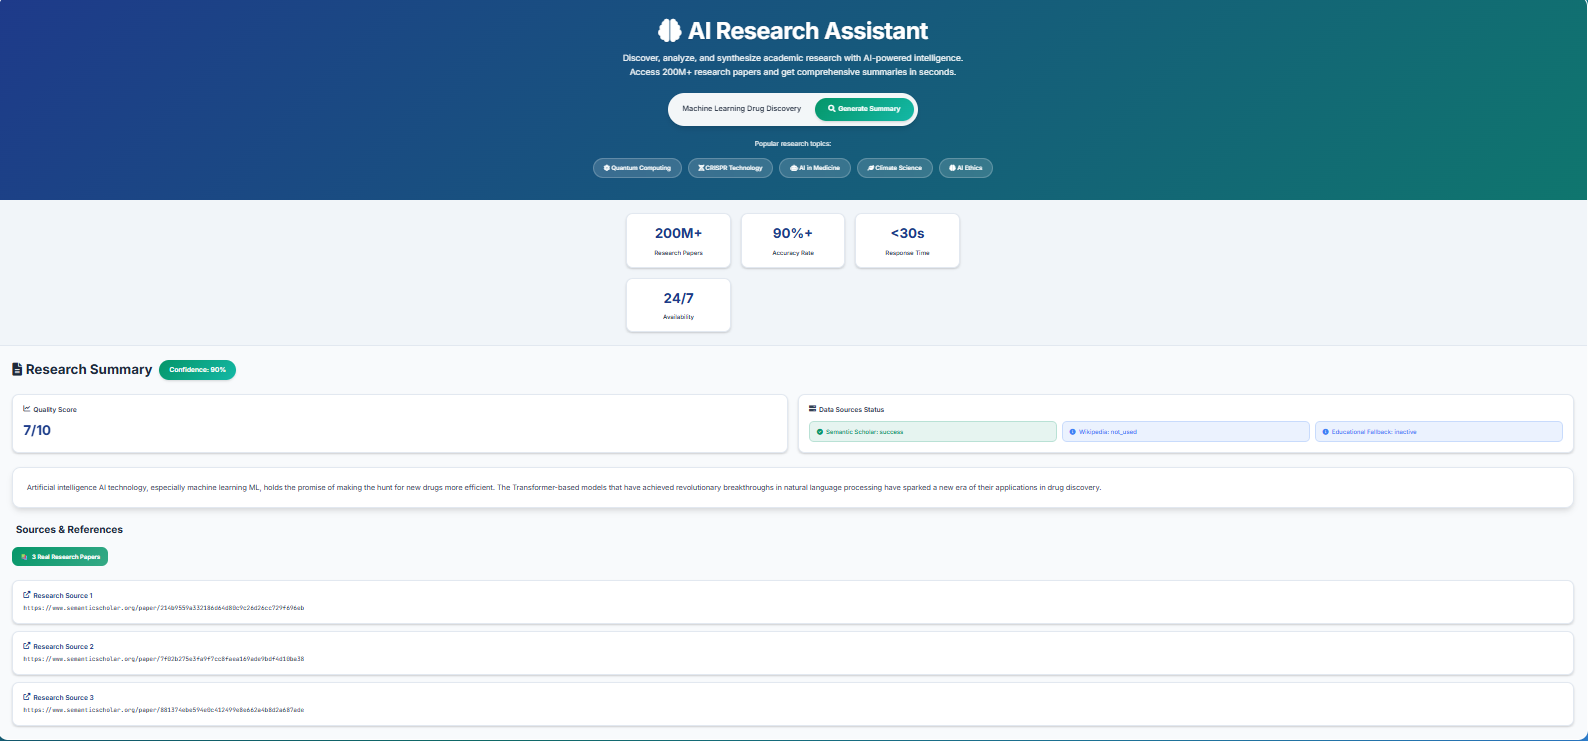 AI Research Assistant
Discover, analyze, and synthesize academic research with AI-powered intelligence.
Access 200M+ research papers and get comprehensive summaries in seconds.
Machine Learning Drug Discovery
Generate Summary
Popular research topics:
Quantum Computing
CRISPR Technology
AI in Medicine
Climate Science
AI Ethics
200M+
Research Papers
90%+
Accuracy Rate
<30s
Response Time
24/7
Availability
Research Summary
Confidence: 90%
Quality Score
7/10
Data Sources Status
Semantic Scholar: success
Wikipedia: not_used
Educational Fallback: inactive
Artificial intelligence AI technology, especially machine learning ML, holds the promise of making the hunt for new drugs more efficient. The Transformer-based models that have achieved revolutionary breakthroughs in natural language processing have sparked a new era of their applications in drug discovery.
Sources & References
3 Real Research Papers
Research Source 1
https://www.semanticscholar.org/paper/214b9559a332186d64d80c9c26d26cc729f696eb
Research Source 2
https://www.semanticscholar.org/paper/7f02b275e3fa9f7cc8feea169ade9bdf4d10ba38
Research Source 3
https://www.semanticscholar.org/paper/881374ebe594e0c412499e8e662a4b8d2a687ade